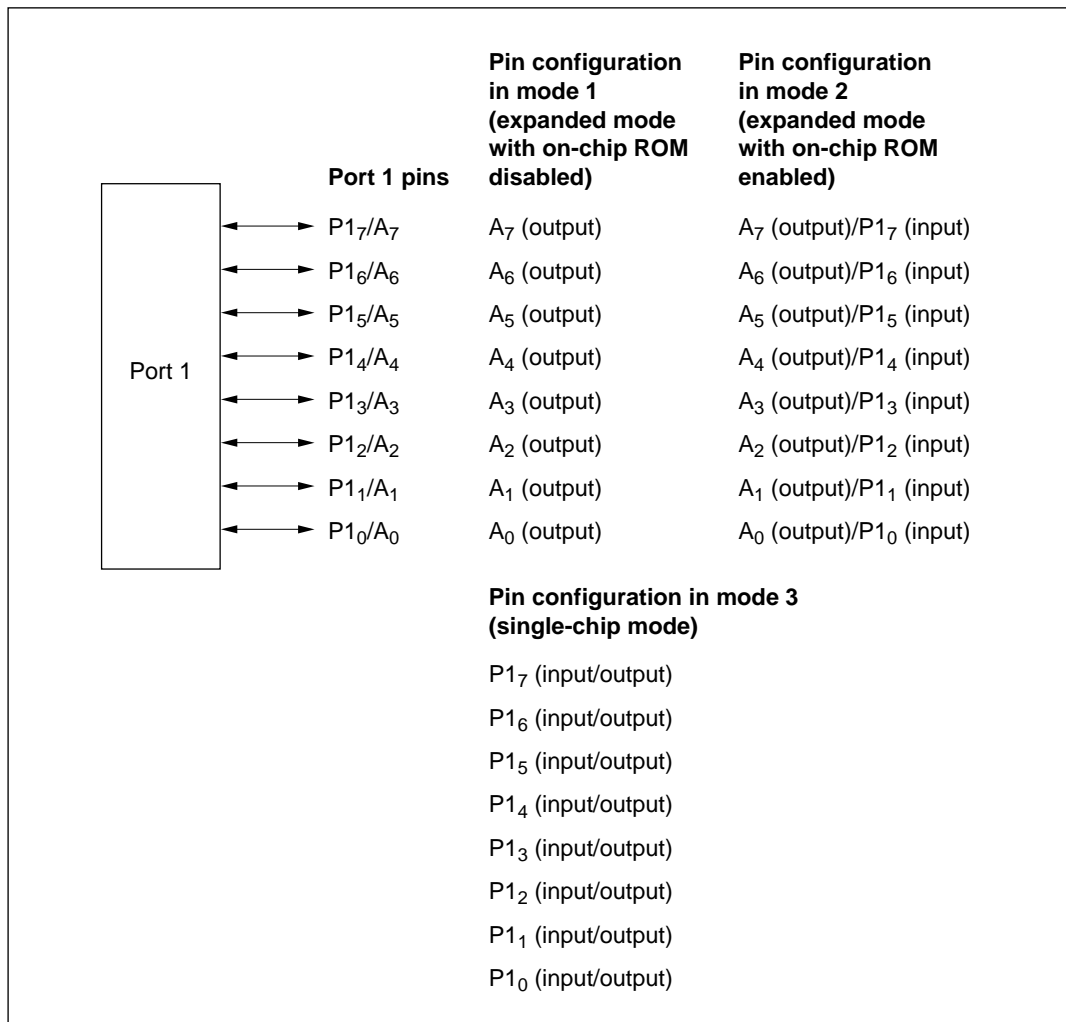 Pin configuration in mode 1 (expanded mode with on-chip ROM disabled)
Pin configuration in mode 2 (expanded mode with on-chip ROM enabled)
Port 1 pins
Port 1
P1₇/A₇ A₇ (output) A₇ (output)/P1₇ (input)
P1₆/A₆ A₆ (output) A₆ (output)/P1₆ (input)
P1₅/A₅ A₅ (output) A₅ (output)/P1₅ (input)
P1₄/A₄ A₄ (output) A₄ (output)/P1₄ (input)
P1₃/A₃ A₃ (output) A₃ (output)/P1₃ (input)
P1₂/A₂ A₂ (output) A₂ (output)/P1₂ (input)
P1₁/A₁ A₁ (output) A₁ (output)/P1₁ (input)
P1₀/A₀ A₀ (output) A₀ (output)/P1₀ (input)
Pin configuration in mode 3
(single-chip mode)
P1₇ (input/output)
P1₆ (input/output)
P1₅ (input/output)
P1₄ (input/output)
P1₃ (input/output)
P1₂ (input/output)
P1₁ (input/output)
P1₀ (input/output)